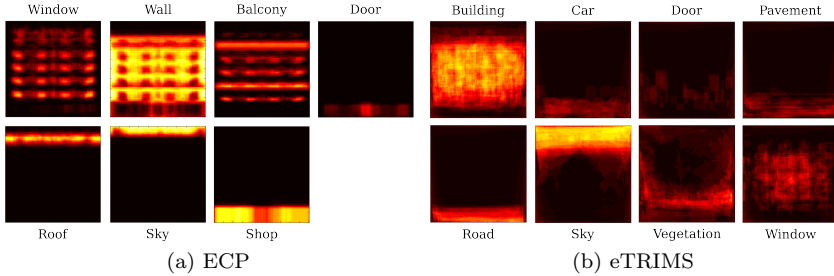 Window Wall Balcony Door
Roof Sky Shop
(a) ECP
Building Car Door Pavement
Road Sky Vegetation Window
(b) eTRIMS